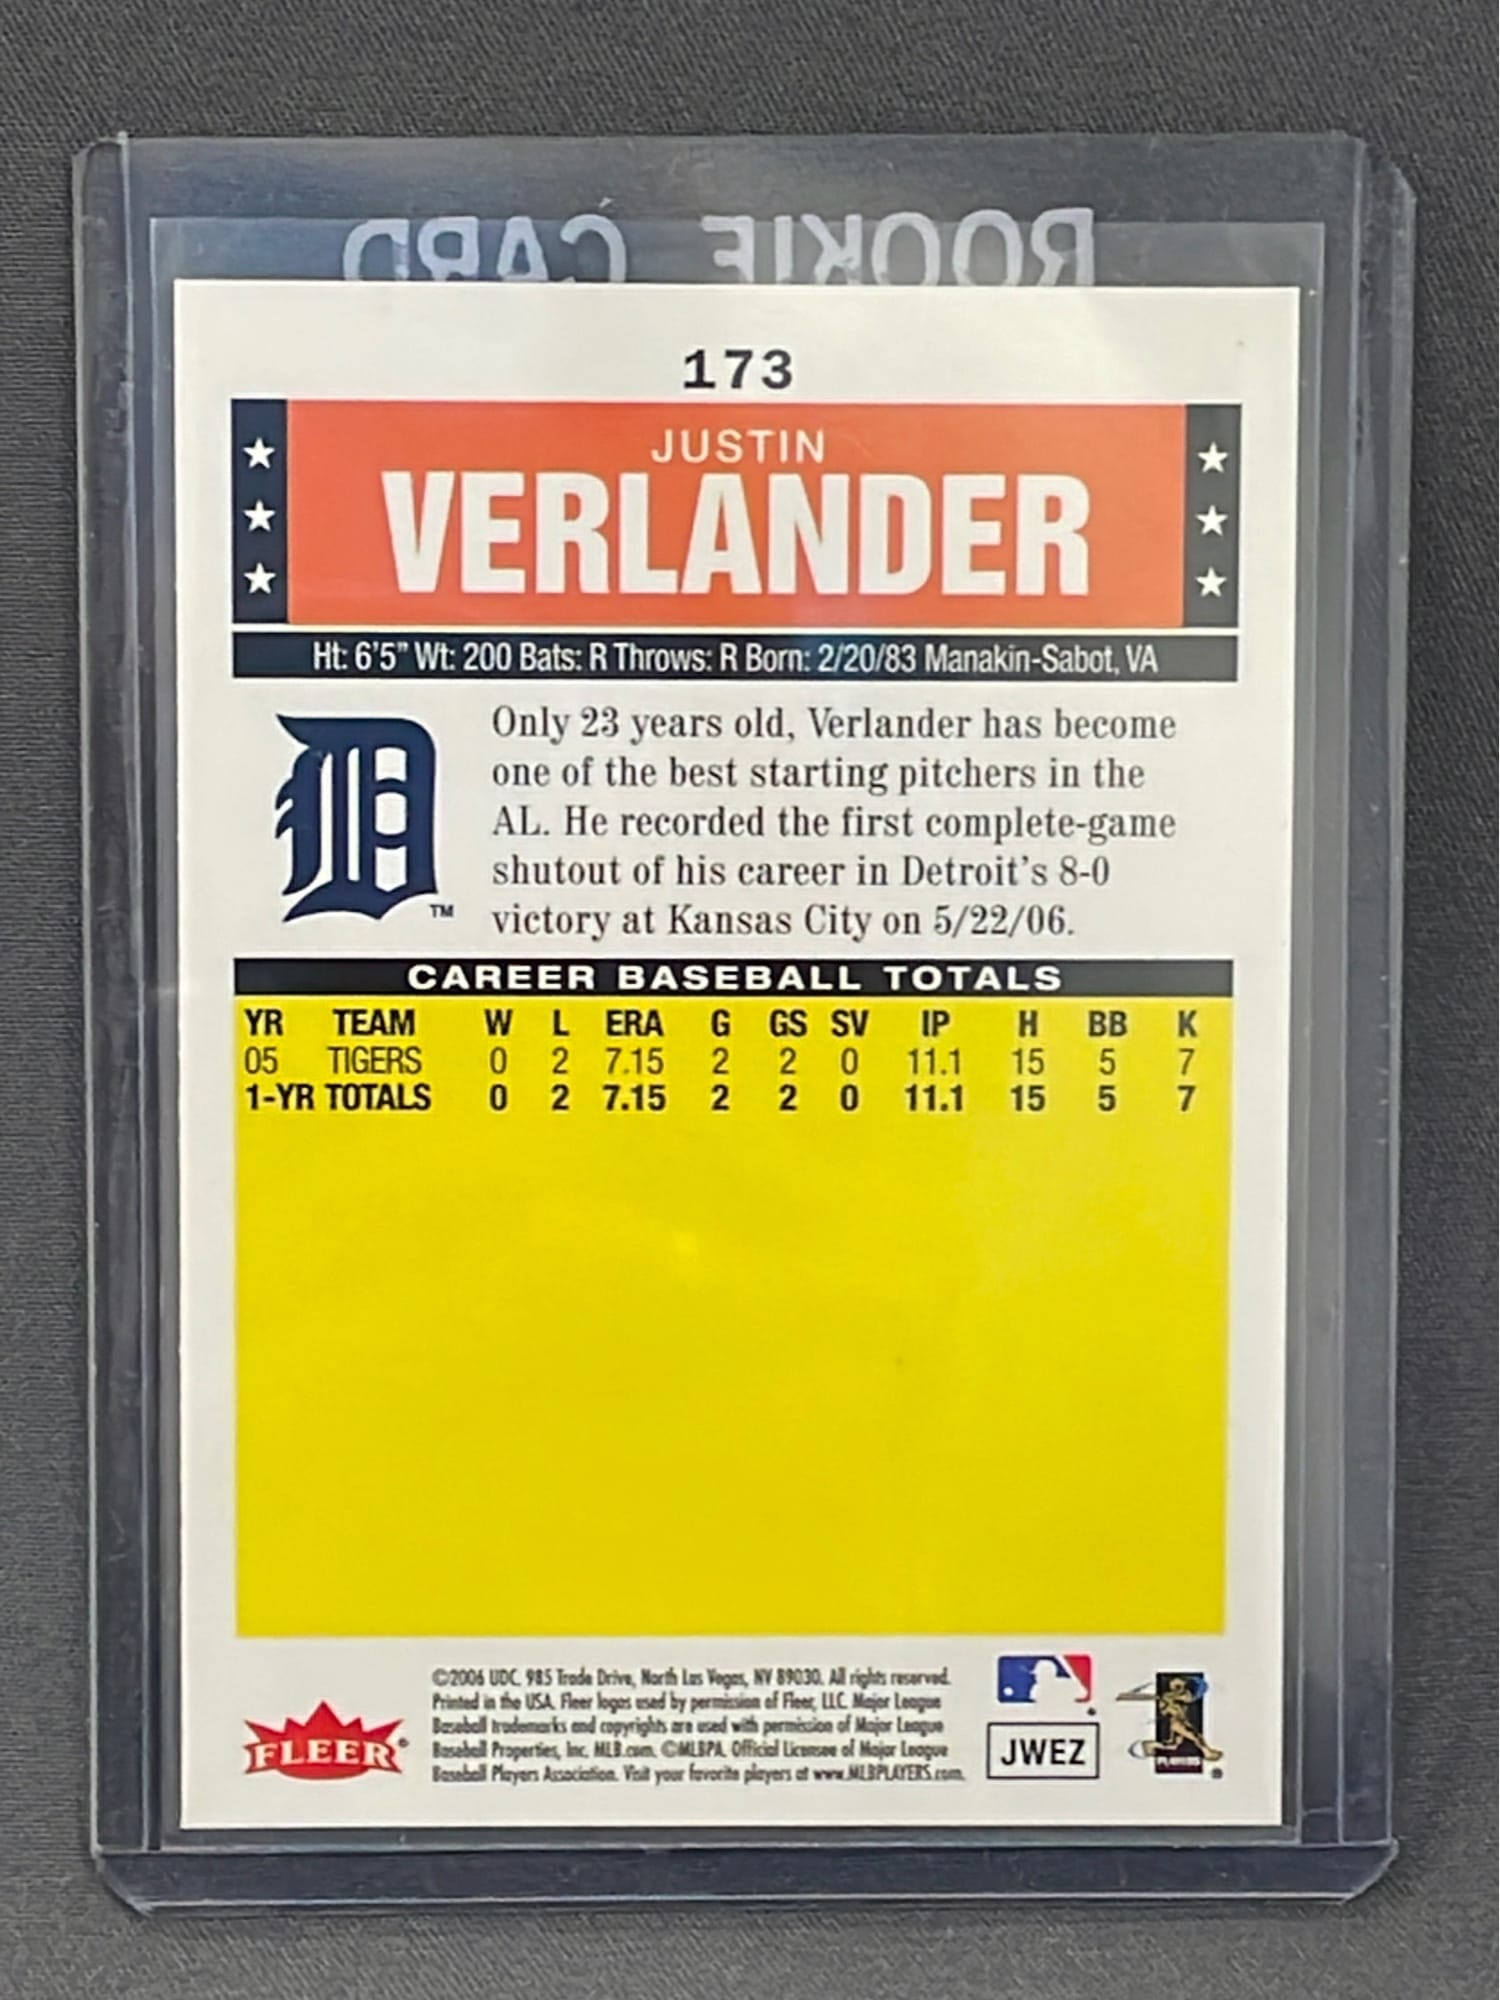 ROOKIE CARD
173
JUSTIN
VERLANDER
Ht: 6'5" Wt: 200 Bats: R Throws: R Born: 2/20/83 Manakin-Sabot, VA
Only 23 years old, Verlander has become
one of the best starting pitchers in the
AL. He recorded the first complete-game
shutout of his career in Detroit's 8-0
victory at Kansas City on 5/22/06.
D TM
CAREER BASEBALL TOTALS
YR TEAM W L ERA G GS SV IP H BB K
05 TIGERS 0 2 7.15 2 2 0 11.1 15 5 7
1-YR TOTALS 0 2 7.15 2 2 0 11.1 15 5 7
©2006 UDC, 985 Trade Drive, North Las Vegas, NV 89030. All rights reserved.
Printed in the USA. Fleer logos used by permission of Fleer, LLC. Major League
Baseball trademarks and copyrights are used with permission of Major League
Baseball Properties, Inc. MLB.com. ©MLBPA. Official Licensee of Major League
Baseball Players Association. Visit your favorite players at www.MLBPLAYERS.com.
FLEER®
JWEZ